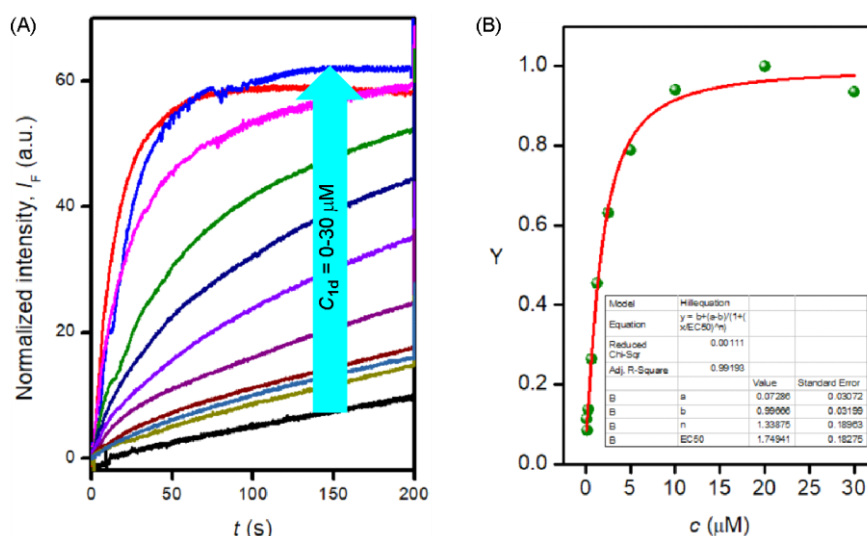 (A)
Normalized intensity, I_F (a.u.)
60
40
20
0
C_1d = 0-30 μM
0 50 100 150 200
t (s)
(B)
Y
1.0
0.8
0.6
0.4
0.2
0.0
Model Hillequation
Equation y = b+(a-b)/(1+(
x/EC50)^n)
Reduced
Chi-Sqr 0.00111
Adj. R-Square 0.99193
Value Standard Error
B a 0.07286 0.03072
B b 0.03199
B n 1.33875 0.18963
B EC50 1.74941 0.18275
0 5 10 15 20 25 30
c (μM)